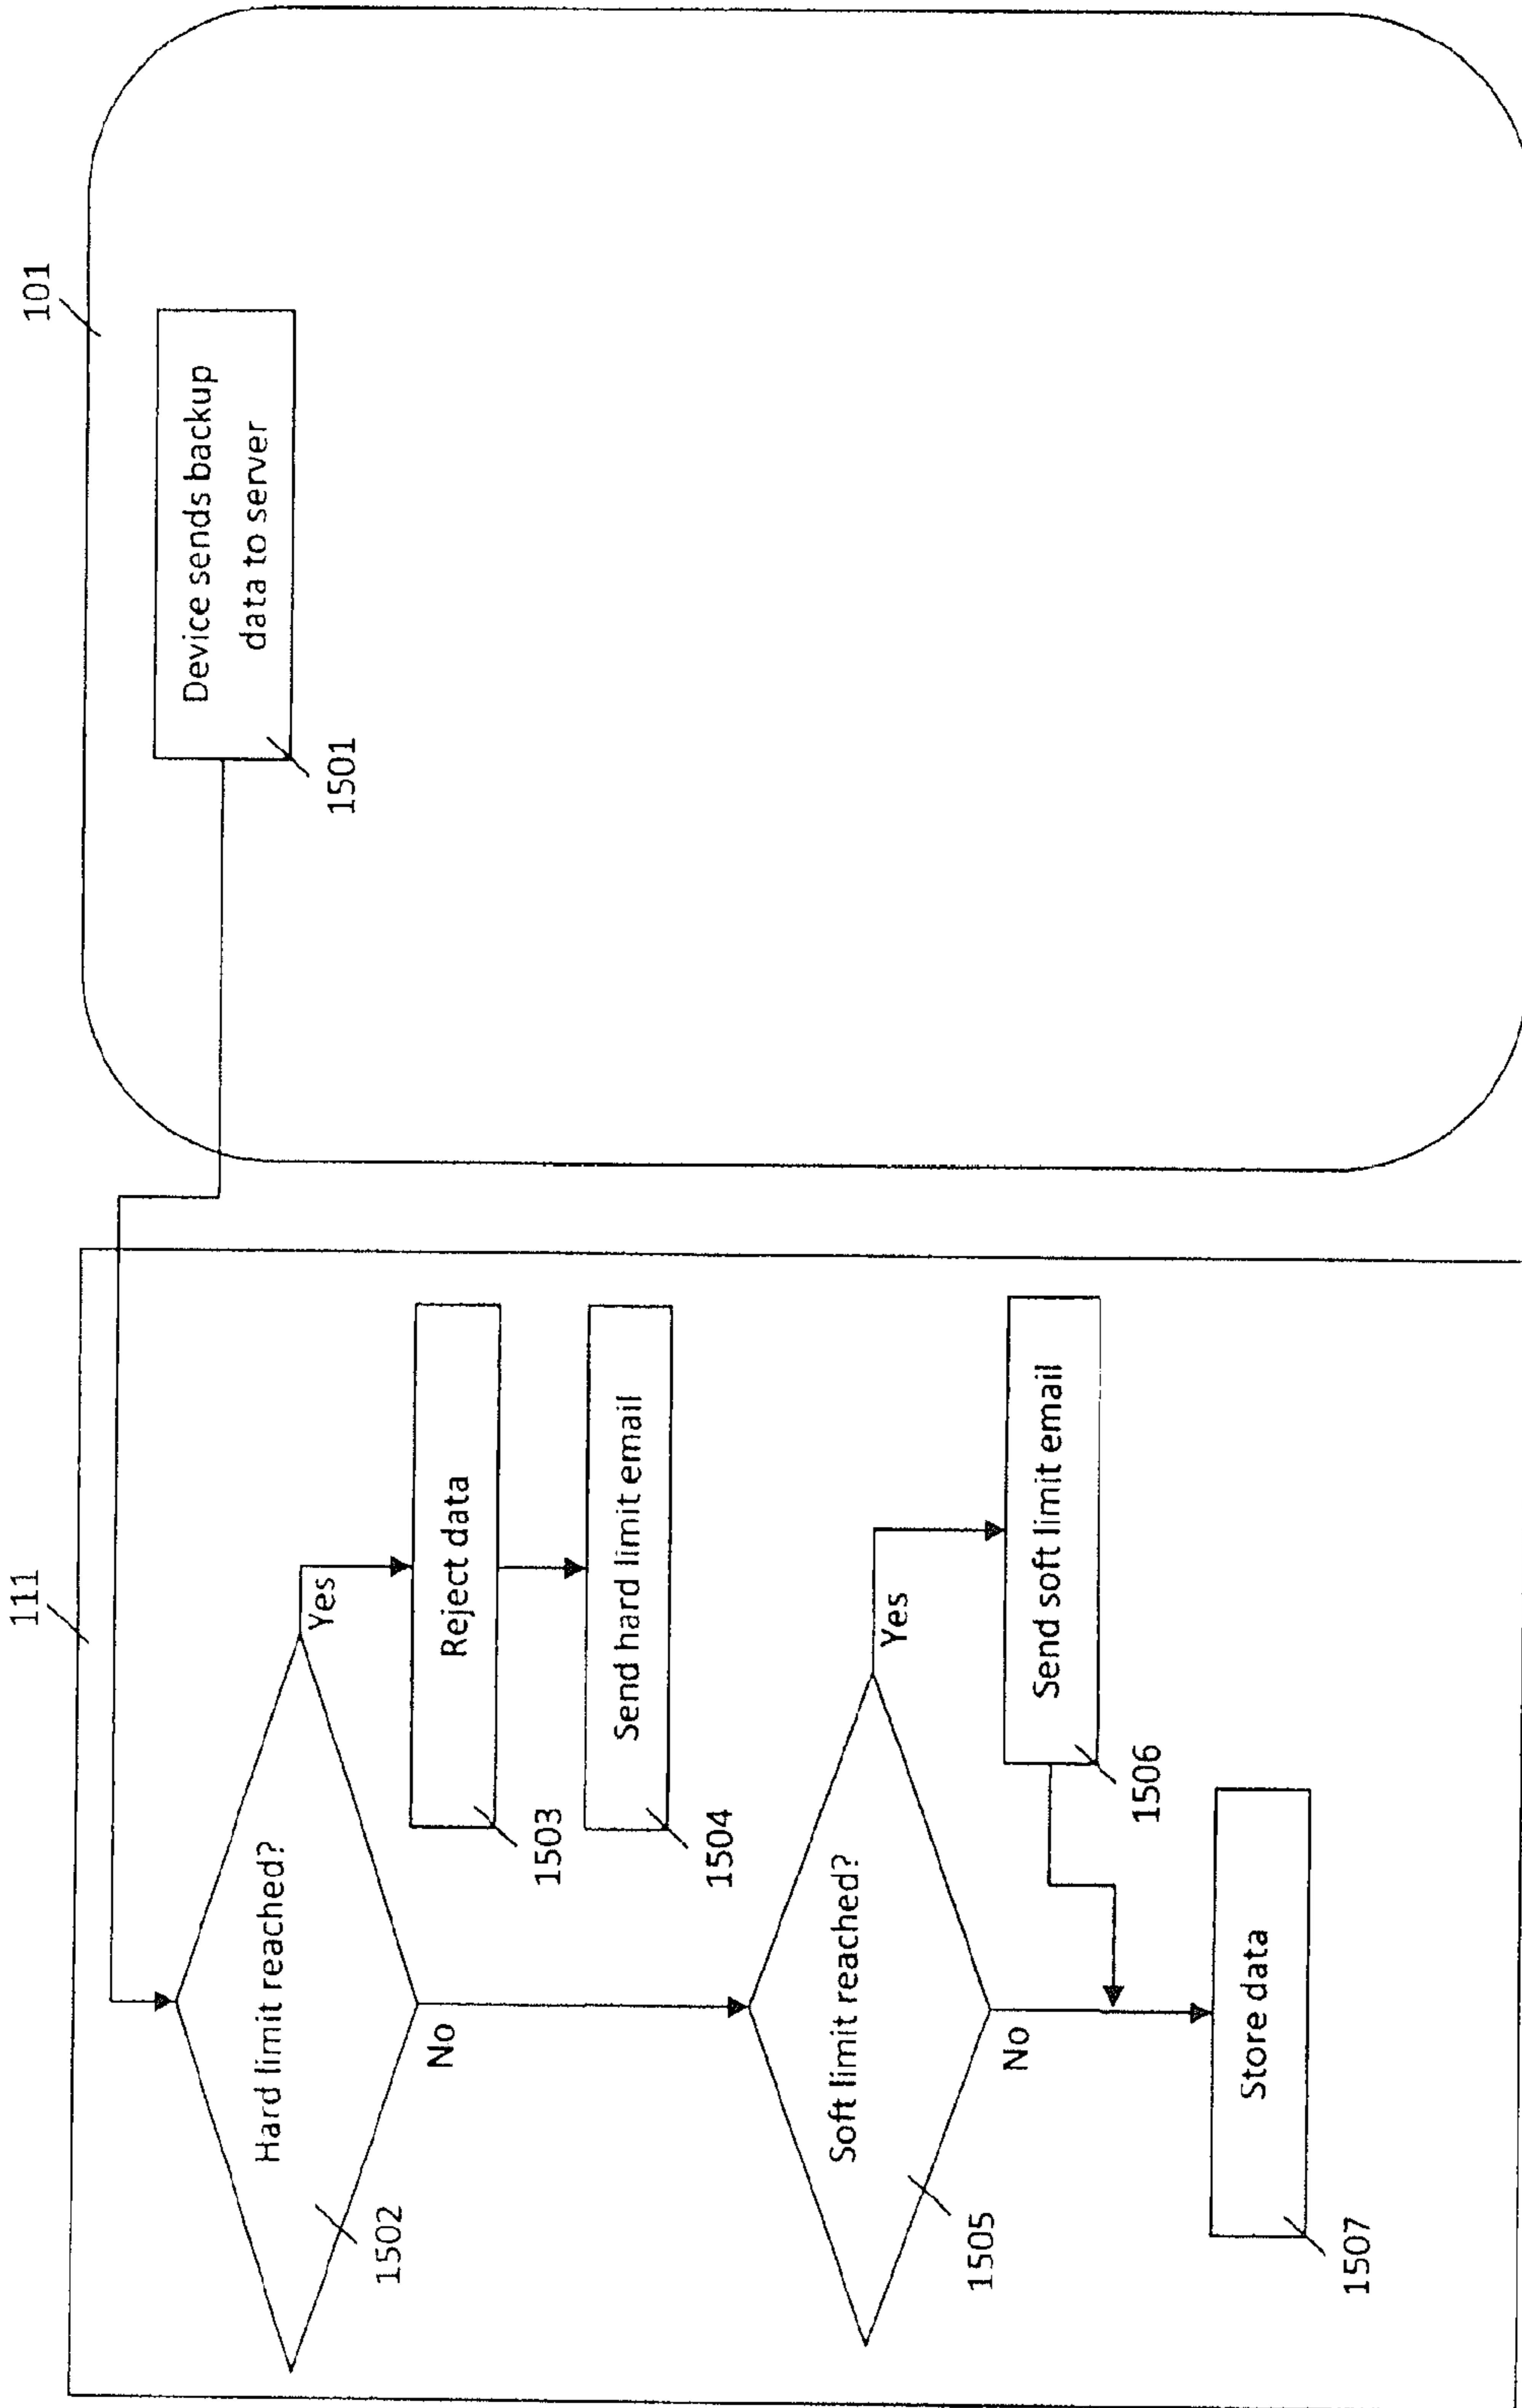 111
101
Hard limit reached?
1502
Yes
No
Reject data
1503
Send hard limit email
1504
Soft limit reached?
1505
Yes
No
Send soft limit email
1506
Store data
1507
Device sends backup
data to server
1501